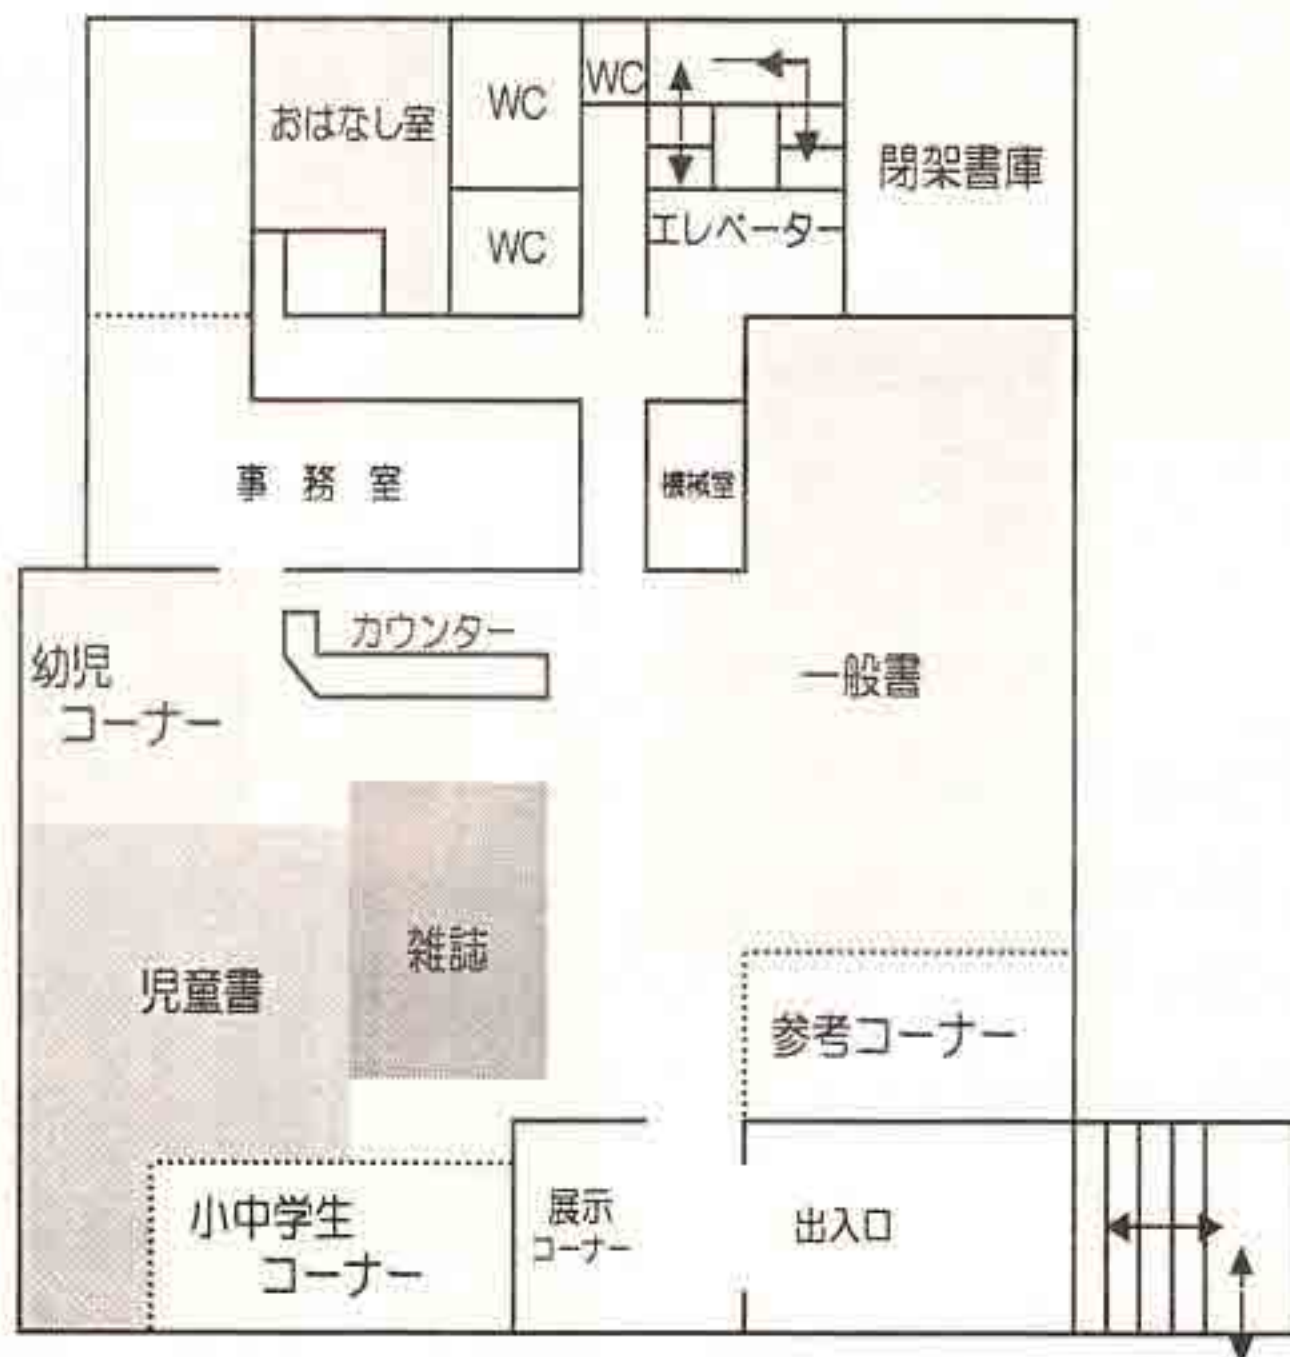 おはなし室
WC
WC
WC
エレベーター
閉架書庫
事務室
機械室
カウンター
幼児
コーナー
一般書
雑誌
児童書
参考コーナー
小中学生
コーナー
展示
コーナー
出入口